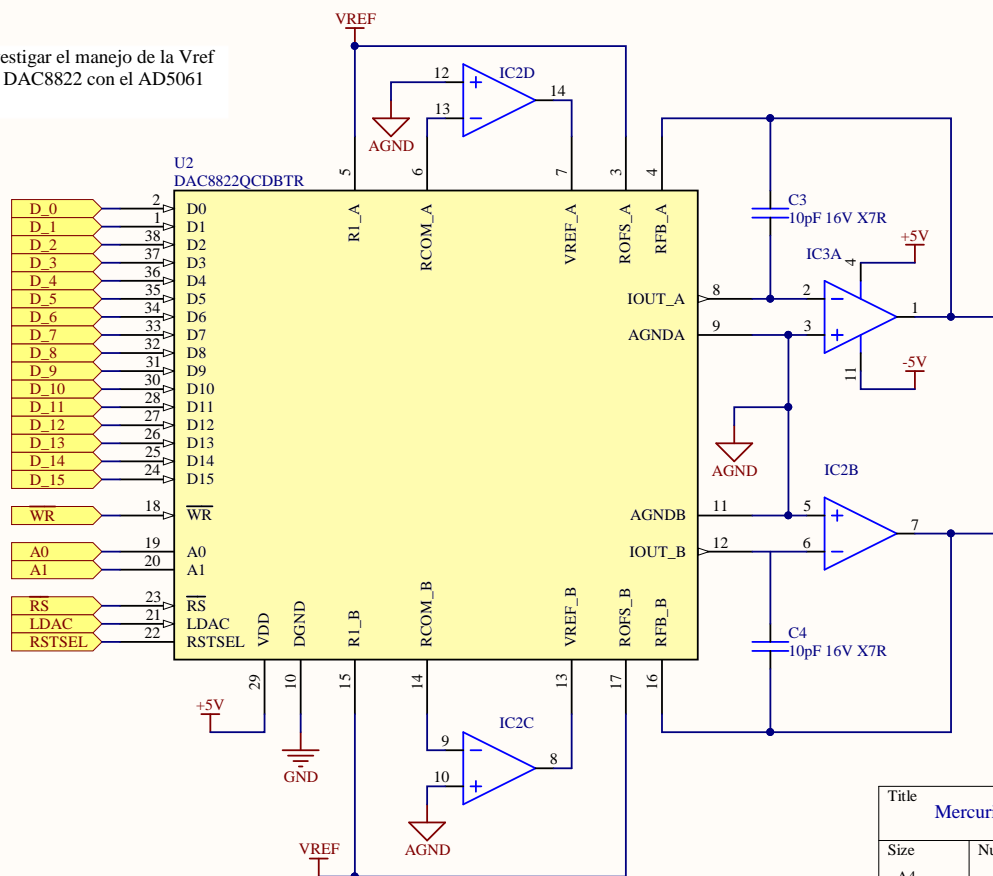 VREF
estigar el manejo de la Vref
DAC8822 con el AD5061
12
IC2D
14
13
AGND
U2
DAC8822QCDBTR
5
6
7
3
4
R1_A
RCOM_A
VREF_A
ROFS_A
RFB_A
D_0 2 D0
D_1 1 D1
D_2 38 D2
D_3 37 D3
D_4 36 D4
D_5 35 D5
D_6 34 D6
D_7 33 D7
D_8 32 D8
D_9 31 D9
D_10 30 D10
D_11 28 D11
D_12 27 D12
D_13 26 D13
D_14 25 D14
D_15 24 D15
WR 18 WR
A0 19 A0
A1 20 A1
RS 23 RS
LDAC 21 LDAC
RSTSEL 22 RSTSEL
C3
10pF 16V X7R
IC3A
+5V
4
IOUT_A 8
2
1
AGNDA 9
3
11
-5V
AGND
IC2B
AGNDB 11
5
7
IOUT_B 12
6
C4
10pF 16V X7R
VDD
DGND
R1_B
RCOM_B
VREF_B
ROFS_B
RFB_B
29
10
15
14
13
17
16
+5V
GND
IC2C
9
8
10
AGND
VREF
Title
Mercuri
Size
Nu
A4